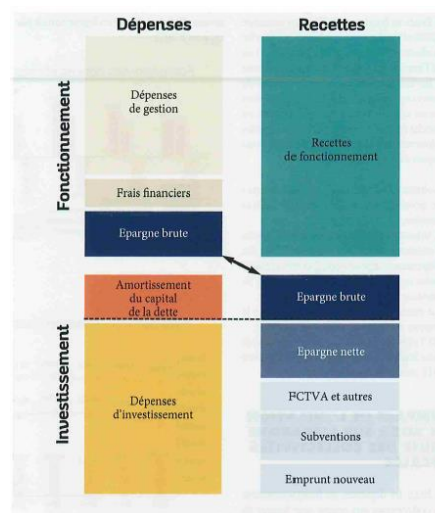 Dépenses
Recettes
Fonctionnement
Dépenses
de gestion
Frais financiers
Epargne brute
Recettes
de fonctionnement
Investissement
Amortissement
du capital
de la dette
Dépenses
d'investissement
Epargne brute
Epargne nette
FCTVA et autres
Subventions
Emprunt nouveau